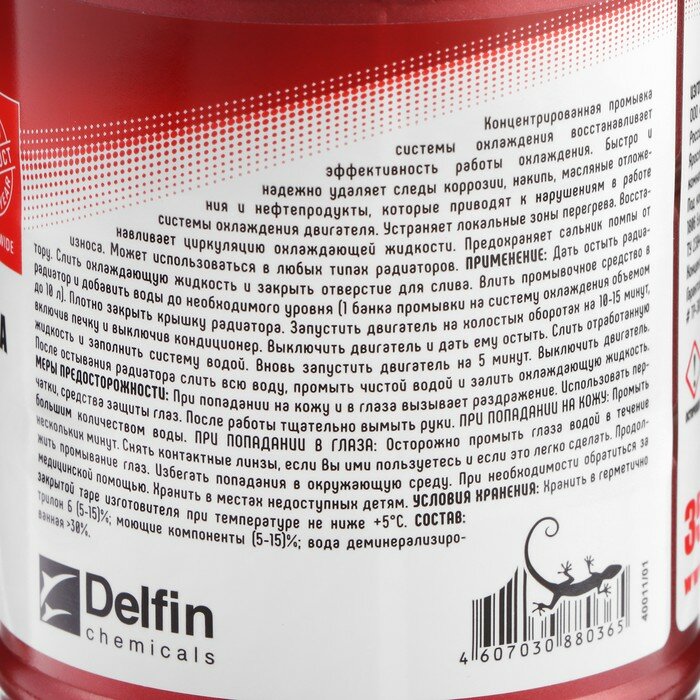 Концентрированная промывка
системы охлаждения восстанавливает
эффективность работы охлаждения. Быстро и
надежно удаляет следы коррозии, накипь, масляные отложе-
ния и нефтепродукты, которые приводят к нарушениям в работе
системы охлаждения двигателя. Устраняет локальные зоны перегрева. Восста-
навливает циркуляцию охлаждающей жидкости. Предохраняет сальник помпы от
износа. Может использоваться в любых типах радиаторов. ПРИМЕНЕНИЕ: Дать остыть радиа-
тору. Слить охлаждающую жидкость и закрыть отверстие для слива. Влить промывочное средство в
радиатор и добавить воды до необходимого уровня (1 банка промывки на систему охлаждения объемом
до 10 л). Плотно закрыть крышку радиатора. Запустить двигатель на холостых оборотах на 10-15 минут,
включив печку и выключив кондиционер. Выключить двигатель и дать ему остыть. Слить отработанную
жидкость и заполнить систему водой. Вновь запустить двигатель на 5 минут. Выключить двигатель.
После остывания радиатора слить всю воду, промыть чистой водой и залить охлаждающую жидкость.
МЕРЫ ПРЕДОСТОРОЖНОСТИ: При попадании на кожу и в глаза вызывает раздражение. Использовать пер-
чатки, средства защиты глаз. После работы тщательно вымыть руки. ПРИ ПОПАДАНИИ НА КОЖУ: Промыть
большим количеством воды. ПРИ ПОПАДАНИИ В ГЛАЗА: Осторожно промыть глаза водой в течение
нескольких минут. Снять контактные линзы, если Вы ими пользуетесь и если это легко сделать. Продол-
жить промывание глаз. Избегать попадания в окружающую среду. При необходимости обратиться за
медицинской помощью. Хранить в местах недоступных детям. УСЛОВИЯ ХРАНЕНИЯ: Хранить в герметично
закрытой таре изготовителя при температуре не ниже +5°С. СОСТАВ:
трилон Б (5-15)%; моющие компоненты (5-15)%; вода деминерализиро-
ванная >30%.
Delfin
chemicals
4 607030 880365
40011/01